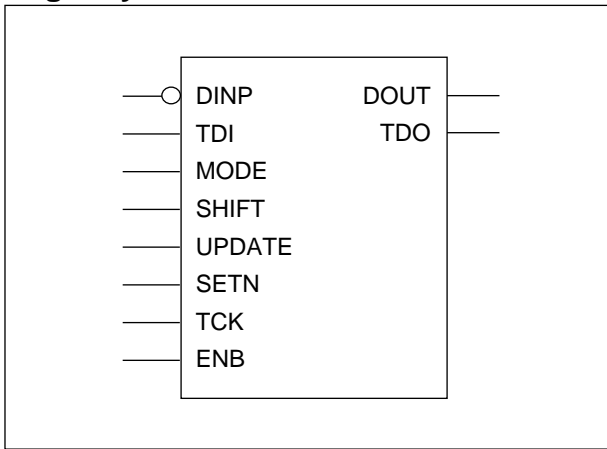 DINP DOUT
TDI TDO
MODE
SHIFT
UPDATE
SETN
TCK
ENB